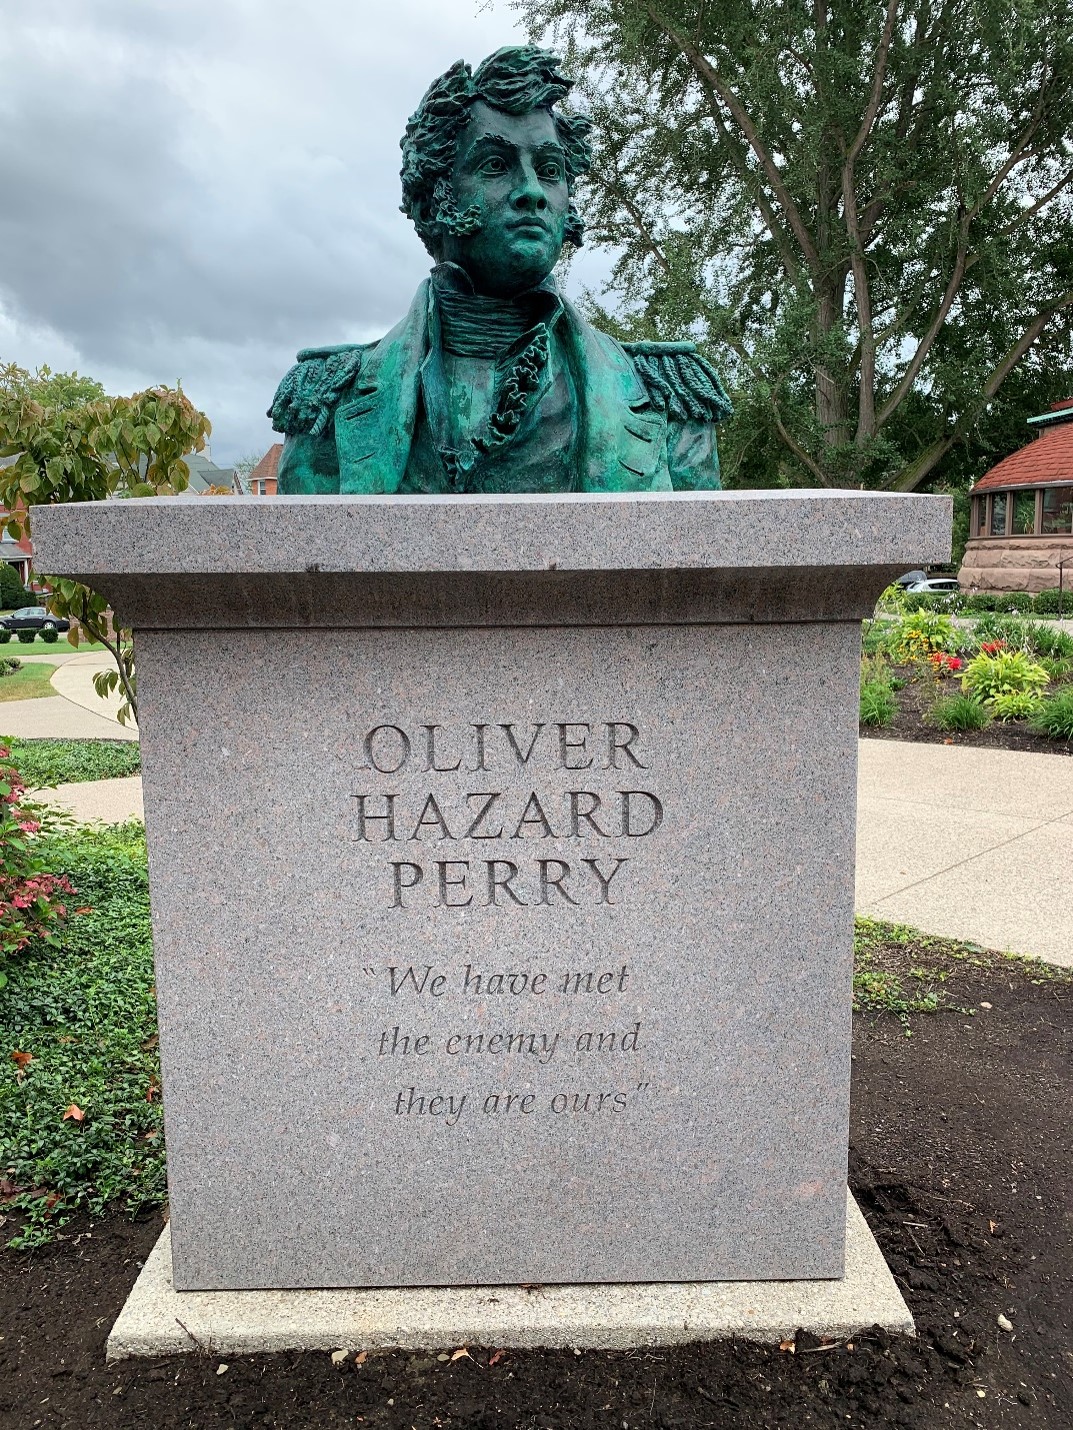 OLIVER
HAZARD
PERRY
“We have met
the enemy and
they are ours”